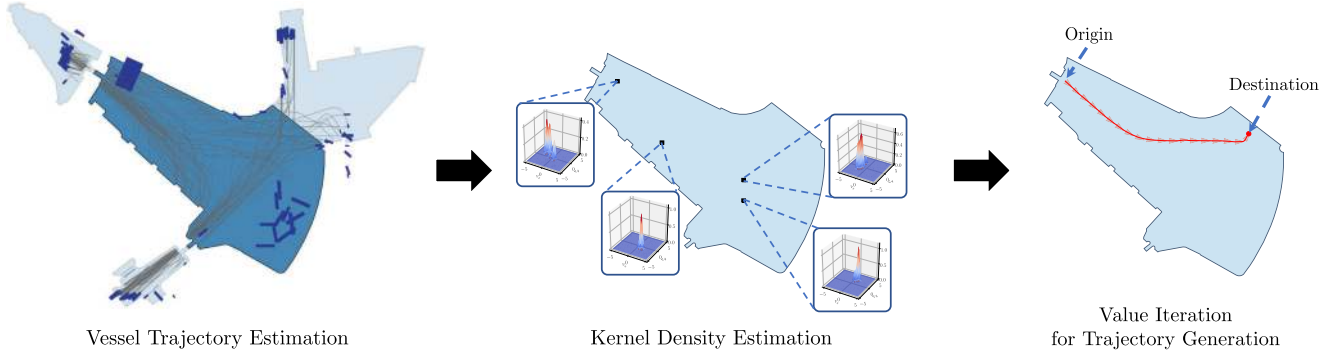 Origin
Destination
Vessel Trajectory Estimation
Kernel Density Estimation
Value Iteration
for Trajectory Generation